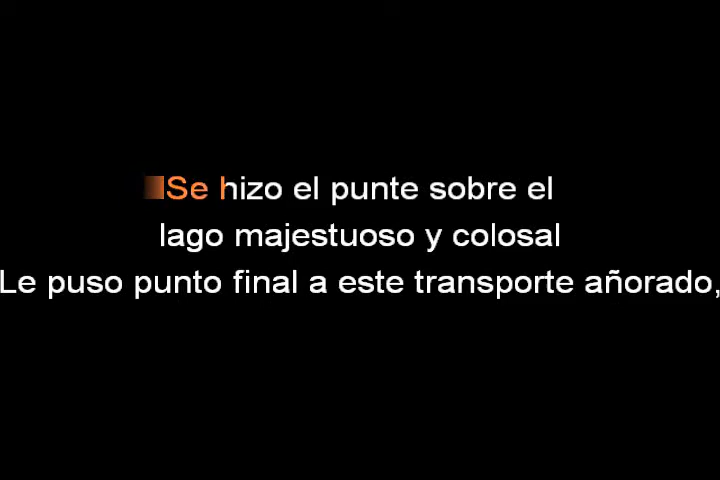 Se hizo el punte sobre el
lago majestuoso y colosal
Le puso punto final a este transporte añorado,